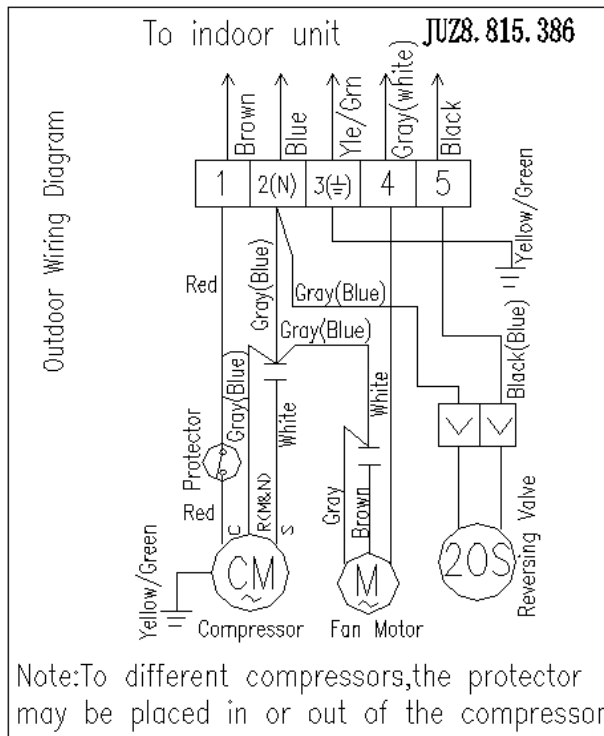 To indoor unit
JUZ8. 815. 386
Outdoor Wiring Diagram
Brown
Blue
Yle/Grn
Gray(white)
Black
1
2(N)
3(⏚)
4
5
Red
Gray(Blue)
Gray(Blue)
Yellow/Green
Gray(Blue)
Gray(Blue)
White
White
Black(Blue)
Protector
Red
C
R(M&N)
S
Gray
Brown
Yellow/Green
CM
~
M
~
20S
Reversing Valve
Compressor
Fan Motor
Note:To different compressors,the protector
may be placed in or out of the compressor